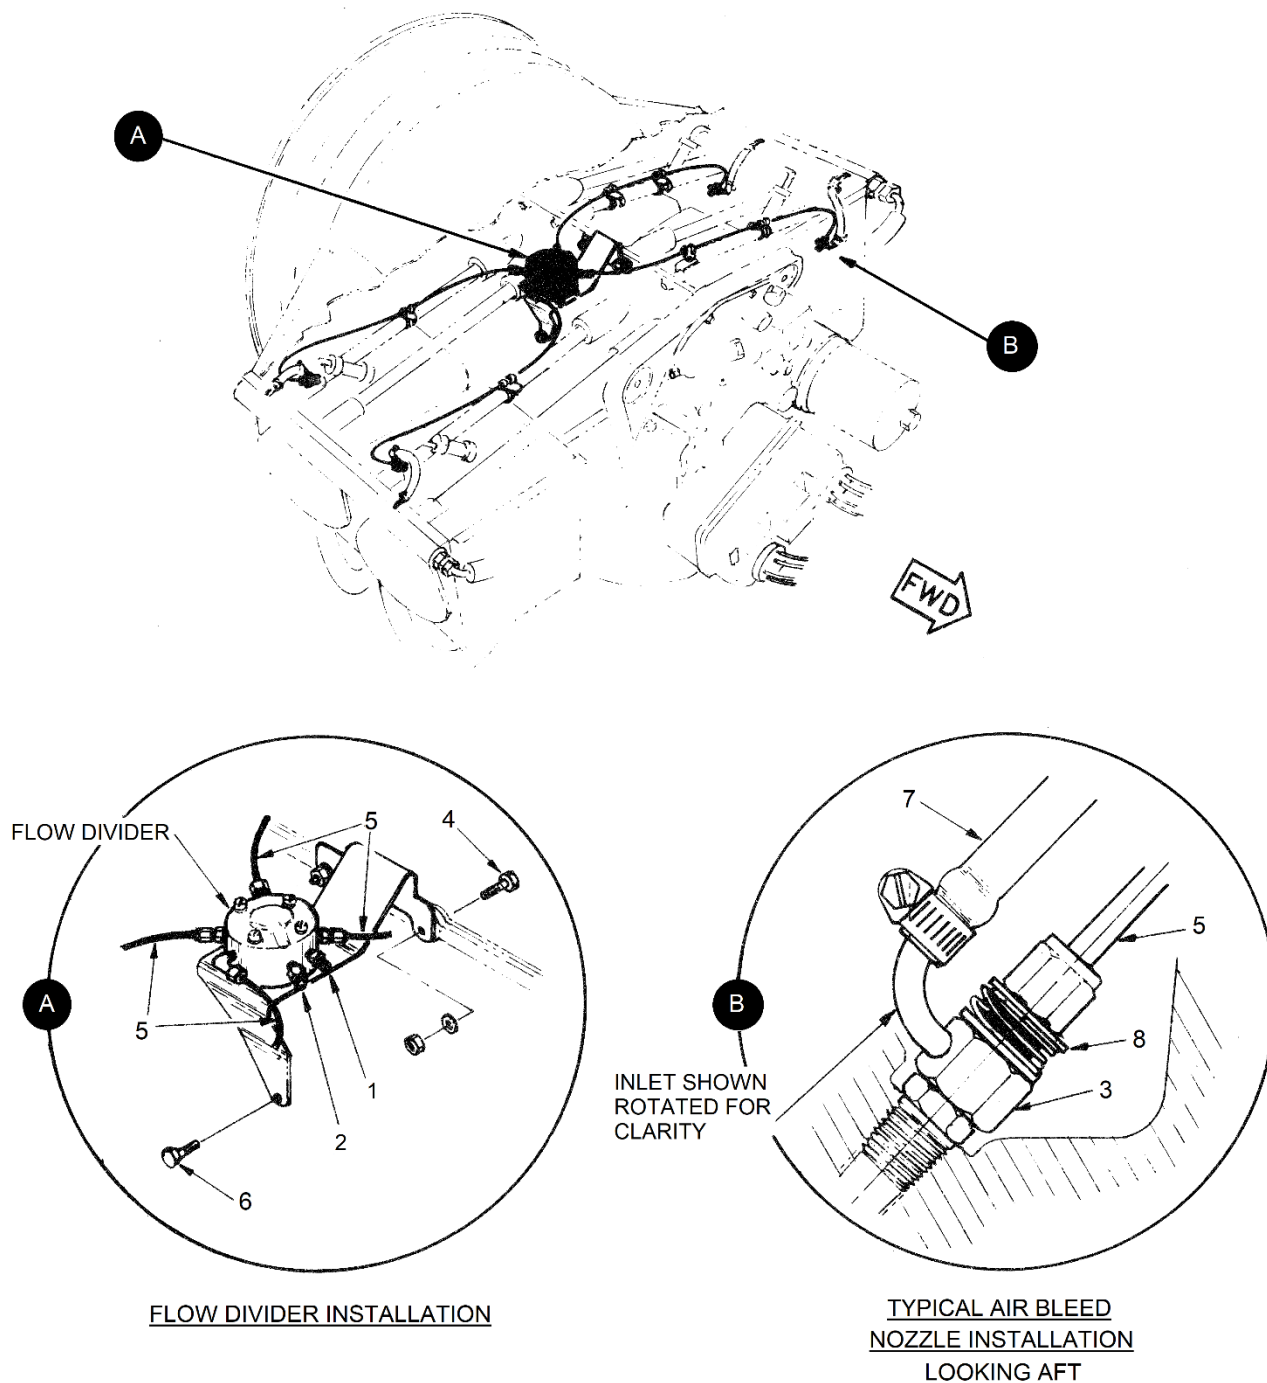 A
B
FWD
FLOW DIVIDER
5
4
5
A
1
2
6
FLOW DIVIDER INSTALLATION
7
5
B
8
3
INLET SHOWN
ROTATED FOR
CLARITY
TYPICAL AIR BLEED
NOZZLE INSTALLATION
LOOKING AFT